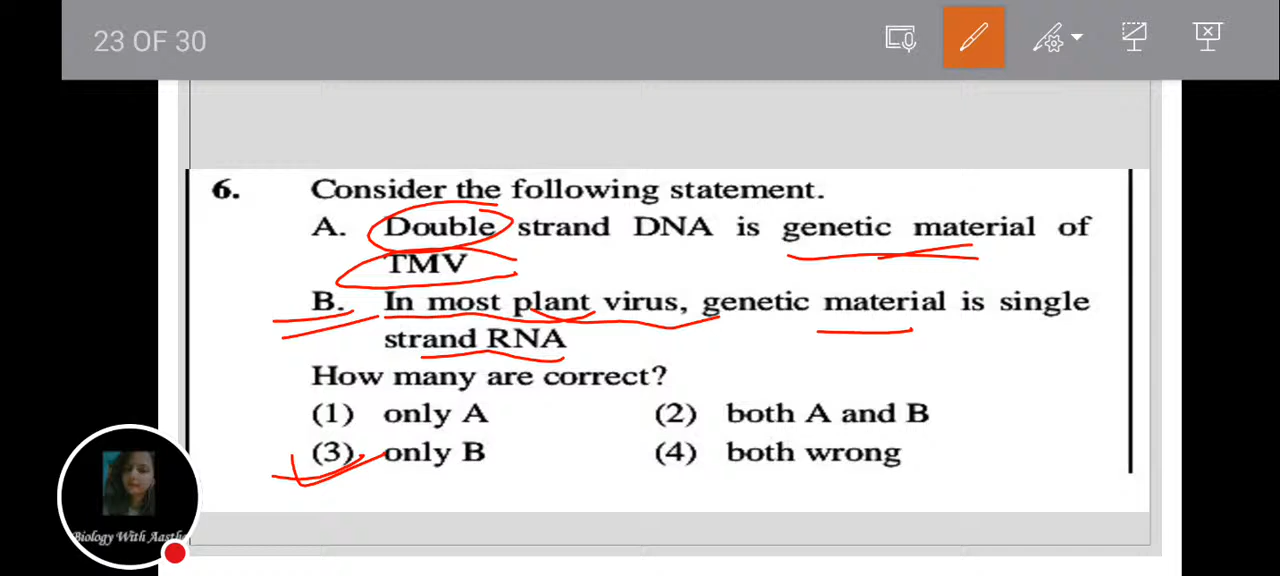 23 OF 30
6. Consider the following statement.
A. Double strand DNA is genetic material of
TMV
B. In most plant virus, genetic material is single
strand RNA
How many are correct?
(1) only A (2) both A and B
(3) only B (4) both wrong
Biology With Aastha